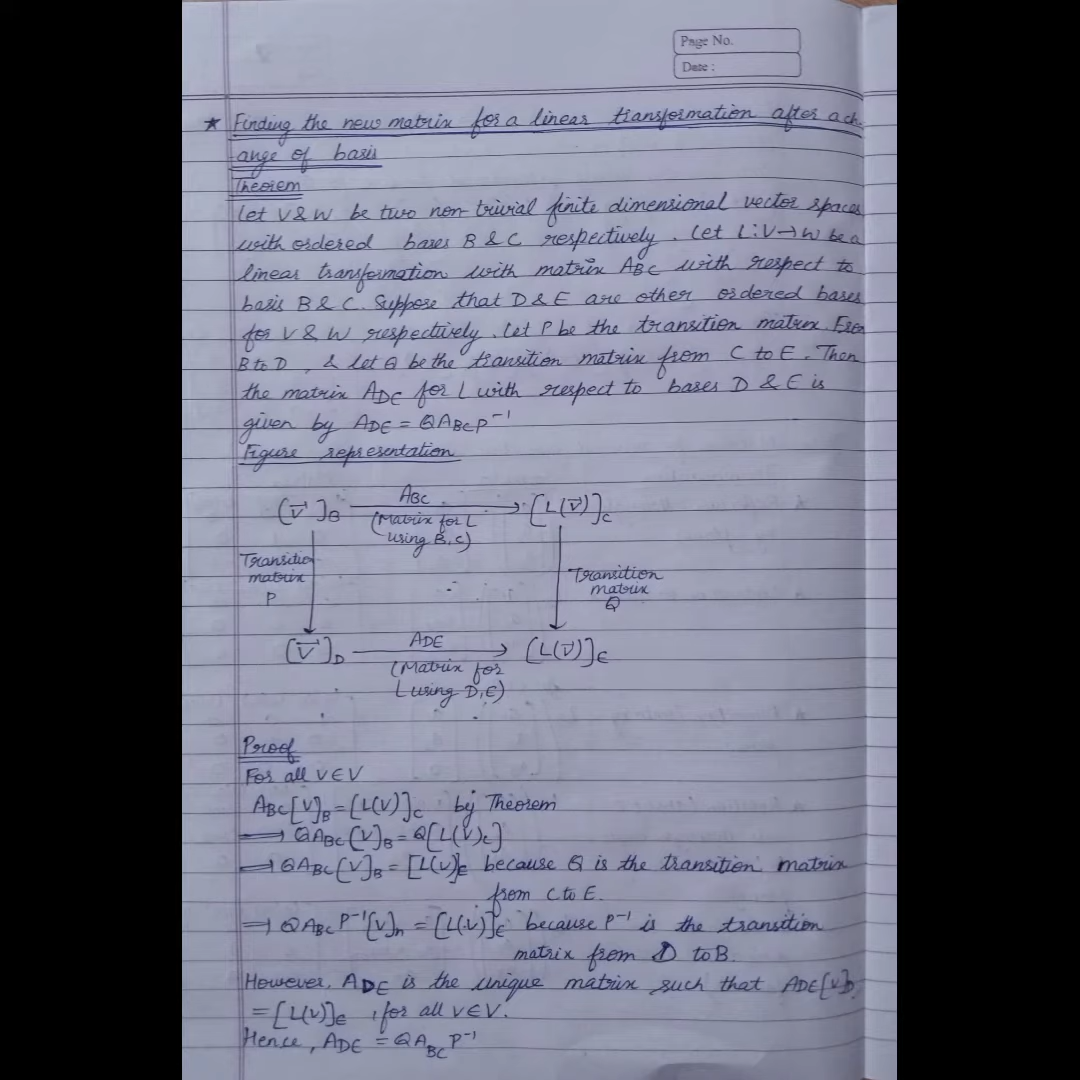 Page No.
Date :
★ Finding the new matrix for a linear transformation after a ch
ange of basis
Theorem
Let V & W be two non-trivial finite dimensional vector spaces
with ordered bases B & C respectively. Let L:V→W be a
linear transformation with matrix ABC with respect to
basis B & C. Suppose that D & E are other ordered bases
for V & W respectively. Let P be the transition matrix From
B to D, & let Q be the transition matrix from C to E. Then
the matrix ADE for L with respect to bases D & E is
given by ADE = QABCP⁻¹
Figure representation
[v⃗]B ABC→ [L(v⃗)]C
(Matrix for L
using B,C)
Transition
matrix
P
Transition
matrix
Q
[v⃗]D ADE→ [L(v⃗)]E
(Matrix for
L using D,E)
Proof
For all v∈V
ABC[v]B = [L(v)]C by Theorem
⟹ QABC[v]B = Q[L(v)C]
⟹ QABC[v]B = [L(v)]E because Q is the transition matrix
from C to E.
⟹ QABC P⁻¹[v]n = [L(v)]E because P⁻¹ is the transition
matrix from D to B.
However, ADE is the unique matrix such that ADE[v]D
= [L(v)]E , for all v∈V.
Hence, ADE = QABC P⁻¹